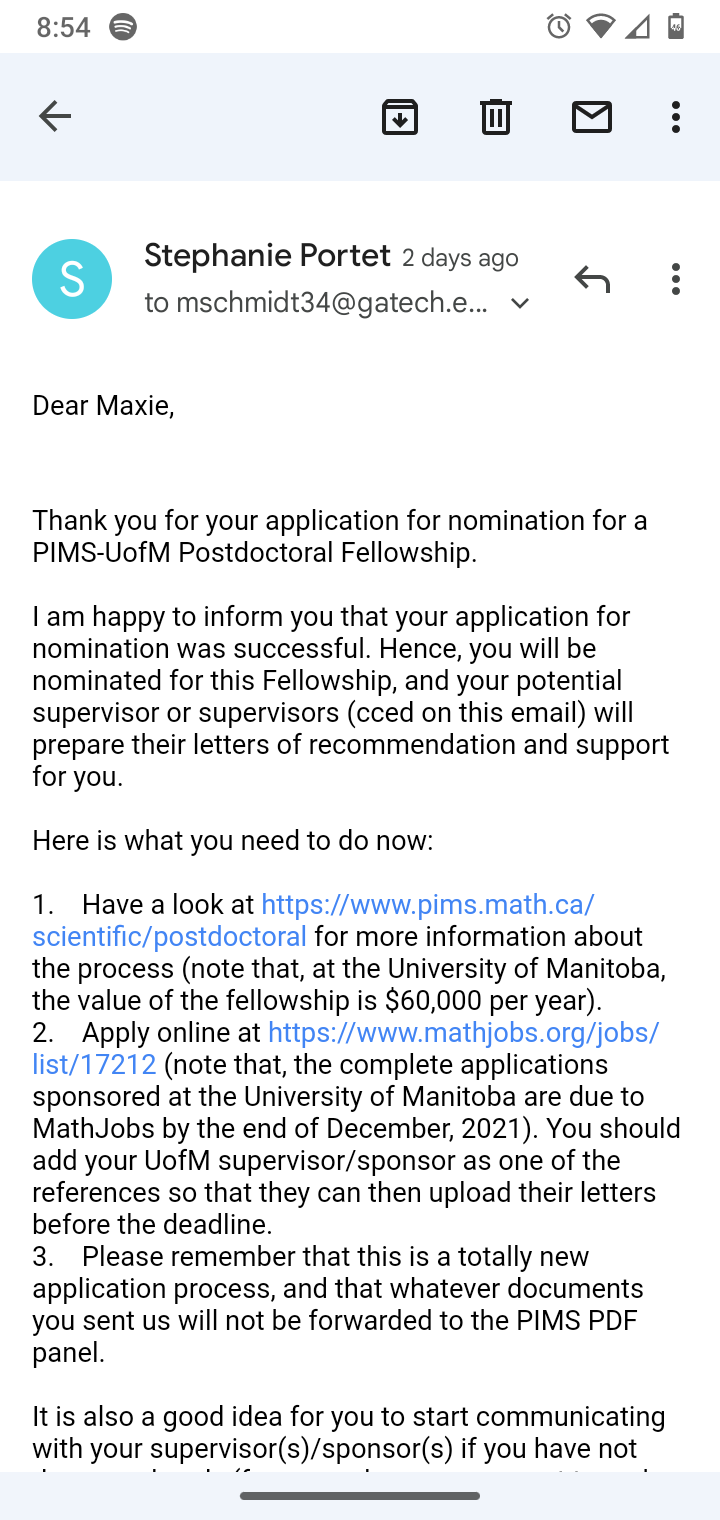 8:54
46
S
Stephanie Portet 2 days ago
to mschmidt34@gatech.e...
Dear Maxie,
Thank you for your application for nomination for a
PIMS-UofM Postdoctoral Fellowship.
I am happy to inform you that your application for
nomination was successful. Hence, you will be
nominated for this Fellowship, and your potential
supervisor or supervisors (cced on this email) will
prepare their letters of recommendation and support
for you.
Here is what you need to do now:
1. Have a look at https://www.pims.math.ca/
scientific/postdoctoral for more information about
the process (note that, at the University of Manitoba,
the value of the fellowship is $60,000 per year).
2. Apply online at https://www.mathjobs.org/jobs/
list/17212 (note that, the complete applications
sponsored at the University of Manitoba are due to
MathJobs by the end of December, 2021). You should
add your UofM supervisor/sponsor as one of the
references so that they can then upload their letters
before the deadline.
3. Please remember that this is a totally new
application process, and that whatever documents
you sent us will not be forwarded to the PIMS PDF
panel.
It is also a good idea for you to start communicating
with your supervisor(s)/sponsor(s) if you have not